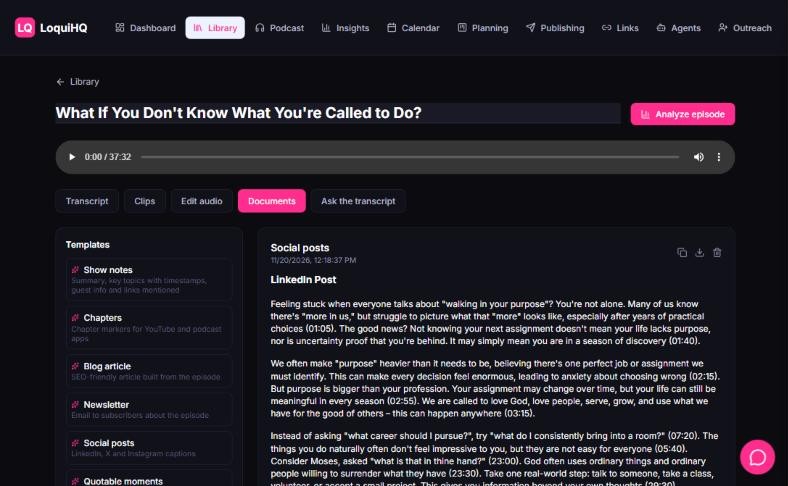 LQ LoquiHQ Dashboard Library Podcast Insights Calendar Planning Publishing Links Agents Outreach
← Library
What If You Don't Know What You're Called to Do?
Analyze episode
0:00 / 37:32
Transcript Clips Edit audio Documents Ask the transcript
Templates
Show notes
Summary, key topics with timestamps,
guest info and links mentioned
Chapters
Chapter markers for YouTube and podcast
apps
Blog article
SEO-friendly article built from the episode
Newsletter
Email to subscribers about the episode
Social posts
LinkedIn, X and Instagram captions
Quotable moments
Social posts
11/20/2026, 12:18:37 PM
LinkedIn Post
Feeling stuck when everyone talks about "walking in your purpose"? You're not alone. Many of us know
there's "more in us," but struggle to picture what that "more" looks like, especially after years of practical
choices (01:05). The good news? Not knowing your next assignment doesn't mean your life lacks purpose,
nor is uncertainty proof that you're behind. It may simply mean you are in a season of discovery (01:40).
We often make "purpose" heavier than it needs to be, believing there's one perfect job or assignment we
must identify. This can make every decision feel enormous, leading to anxiety about choosing wrong (02:15).
But purpose is bigger than your profession. Your assignment may change over time, but your life can still be
meaningful in every season (02:55). We are called to love God, love people, serve, grow, and use what we
have for the good of others – this can happen anywhere (03:15).
Instead of asking "what career should I pursue?", try "what do I consistently bring into a room?" (07:20). The
things you do naturally often don't feel impressive to you, but they are not easy for everyone (05:40).
Consider Moses, asked "what is that in thine hand?" (23:00). God often uses ordinary things and ordinary
people willing to surrender what they have (23:30). Take one real-world step: talk to someone, take a class,
volunteer, or accept a small project. This gives you information beyond your own thoughts (29:30).